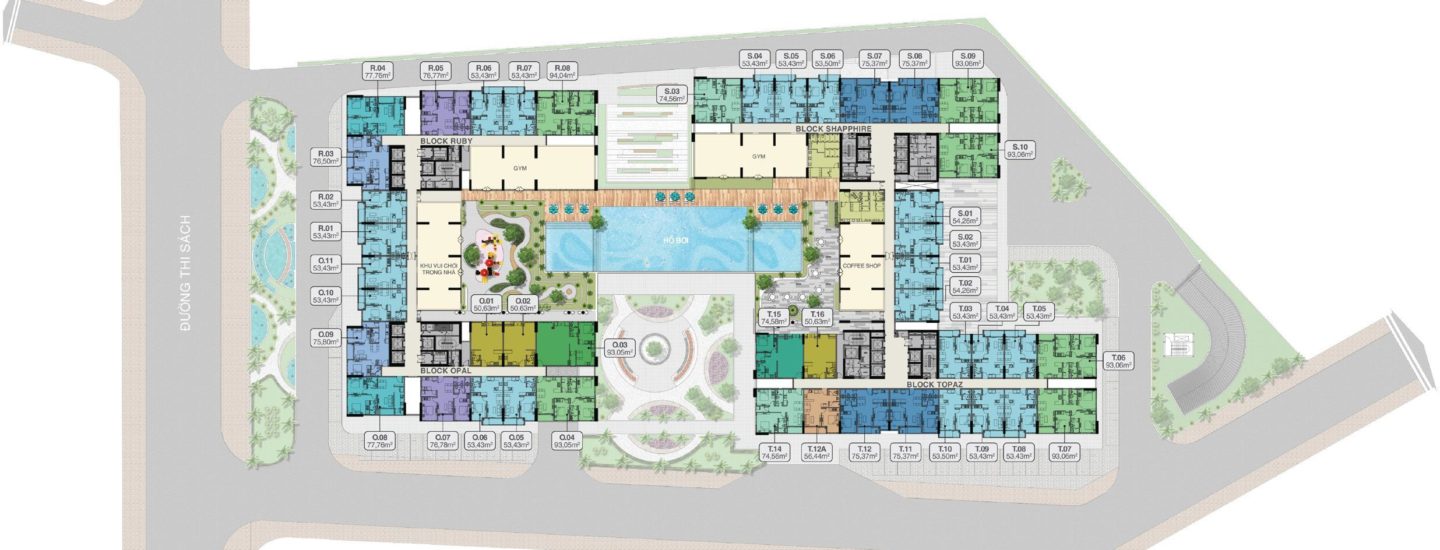 R.04
77,76m²
R.05
76,77m²
R.06
53,43m²
R.07
53,43m²
R.08
94,04m²
S.03
74,56m²
S.04
53,43m²
S.05
53,43m²
S.06
53,50m²
S.07
75,37m²
S.08
75,37m²
S.09
93,06m²
BLOCK RUBY
BLOCK SHAPPHIRE
R.03
76,50m²
GYM
GYM
S.10
93,06m²
R.02
53,43m²
R.01
53,43m²
O.11
53,43m²
O.10
53,43m²
ĐƯỜNG THI SÁCH
KHU VUI CHƠI
TRONG NHÀ
HỒ BƠI
COFFEE SHOP
S.01
54,26m²
S.02
53,43m²
T.01
53,43m²
T.02
54,26m²
O.01
50,63m²
O.02
50,63m²
O.09
75,80m²
O.03
93,05m²
T.15
74,58m²
T.16
50,63m²
T.03
53,43m²
T.04
53,43m²
T.05
53,43m²
T.06
93,06m²
BLOCK OPAL
BLOCK TOPAZ
O.08
77,76m²
O.07
76,78m²
O.06
53,43m²
O.05
53,43m²
O.04
93,05m²
T.14
74,56m²
T.12A
56,44m²
T.12
75,37m²
T.11
75,37m²
T.10
53,50m²
T.09
53,43m²
T.08
53,43m²
T.07
93,06m²